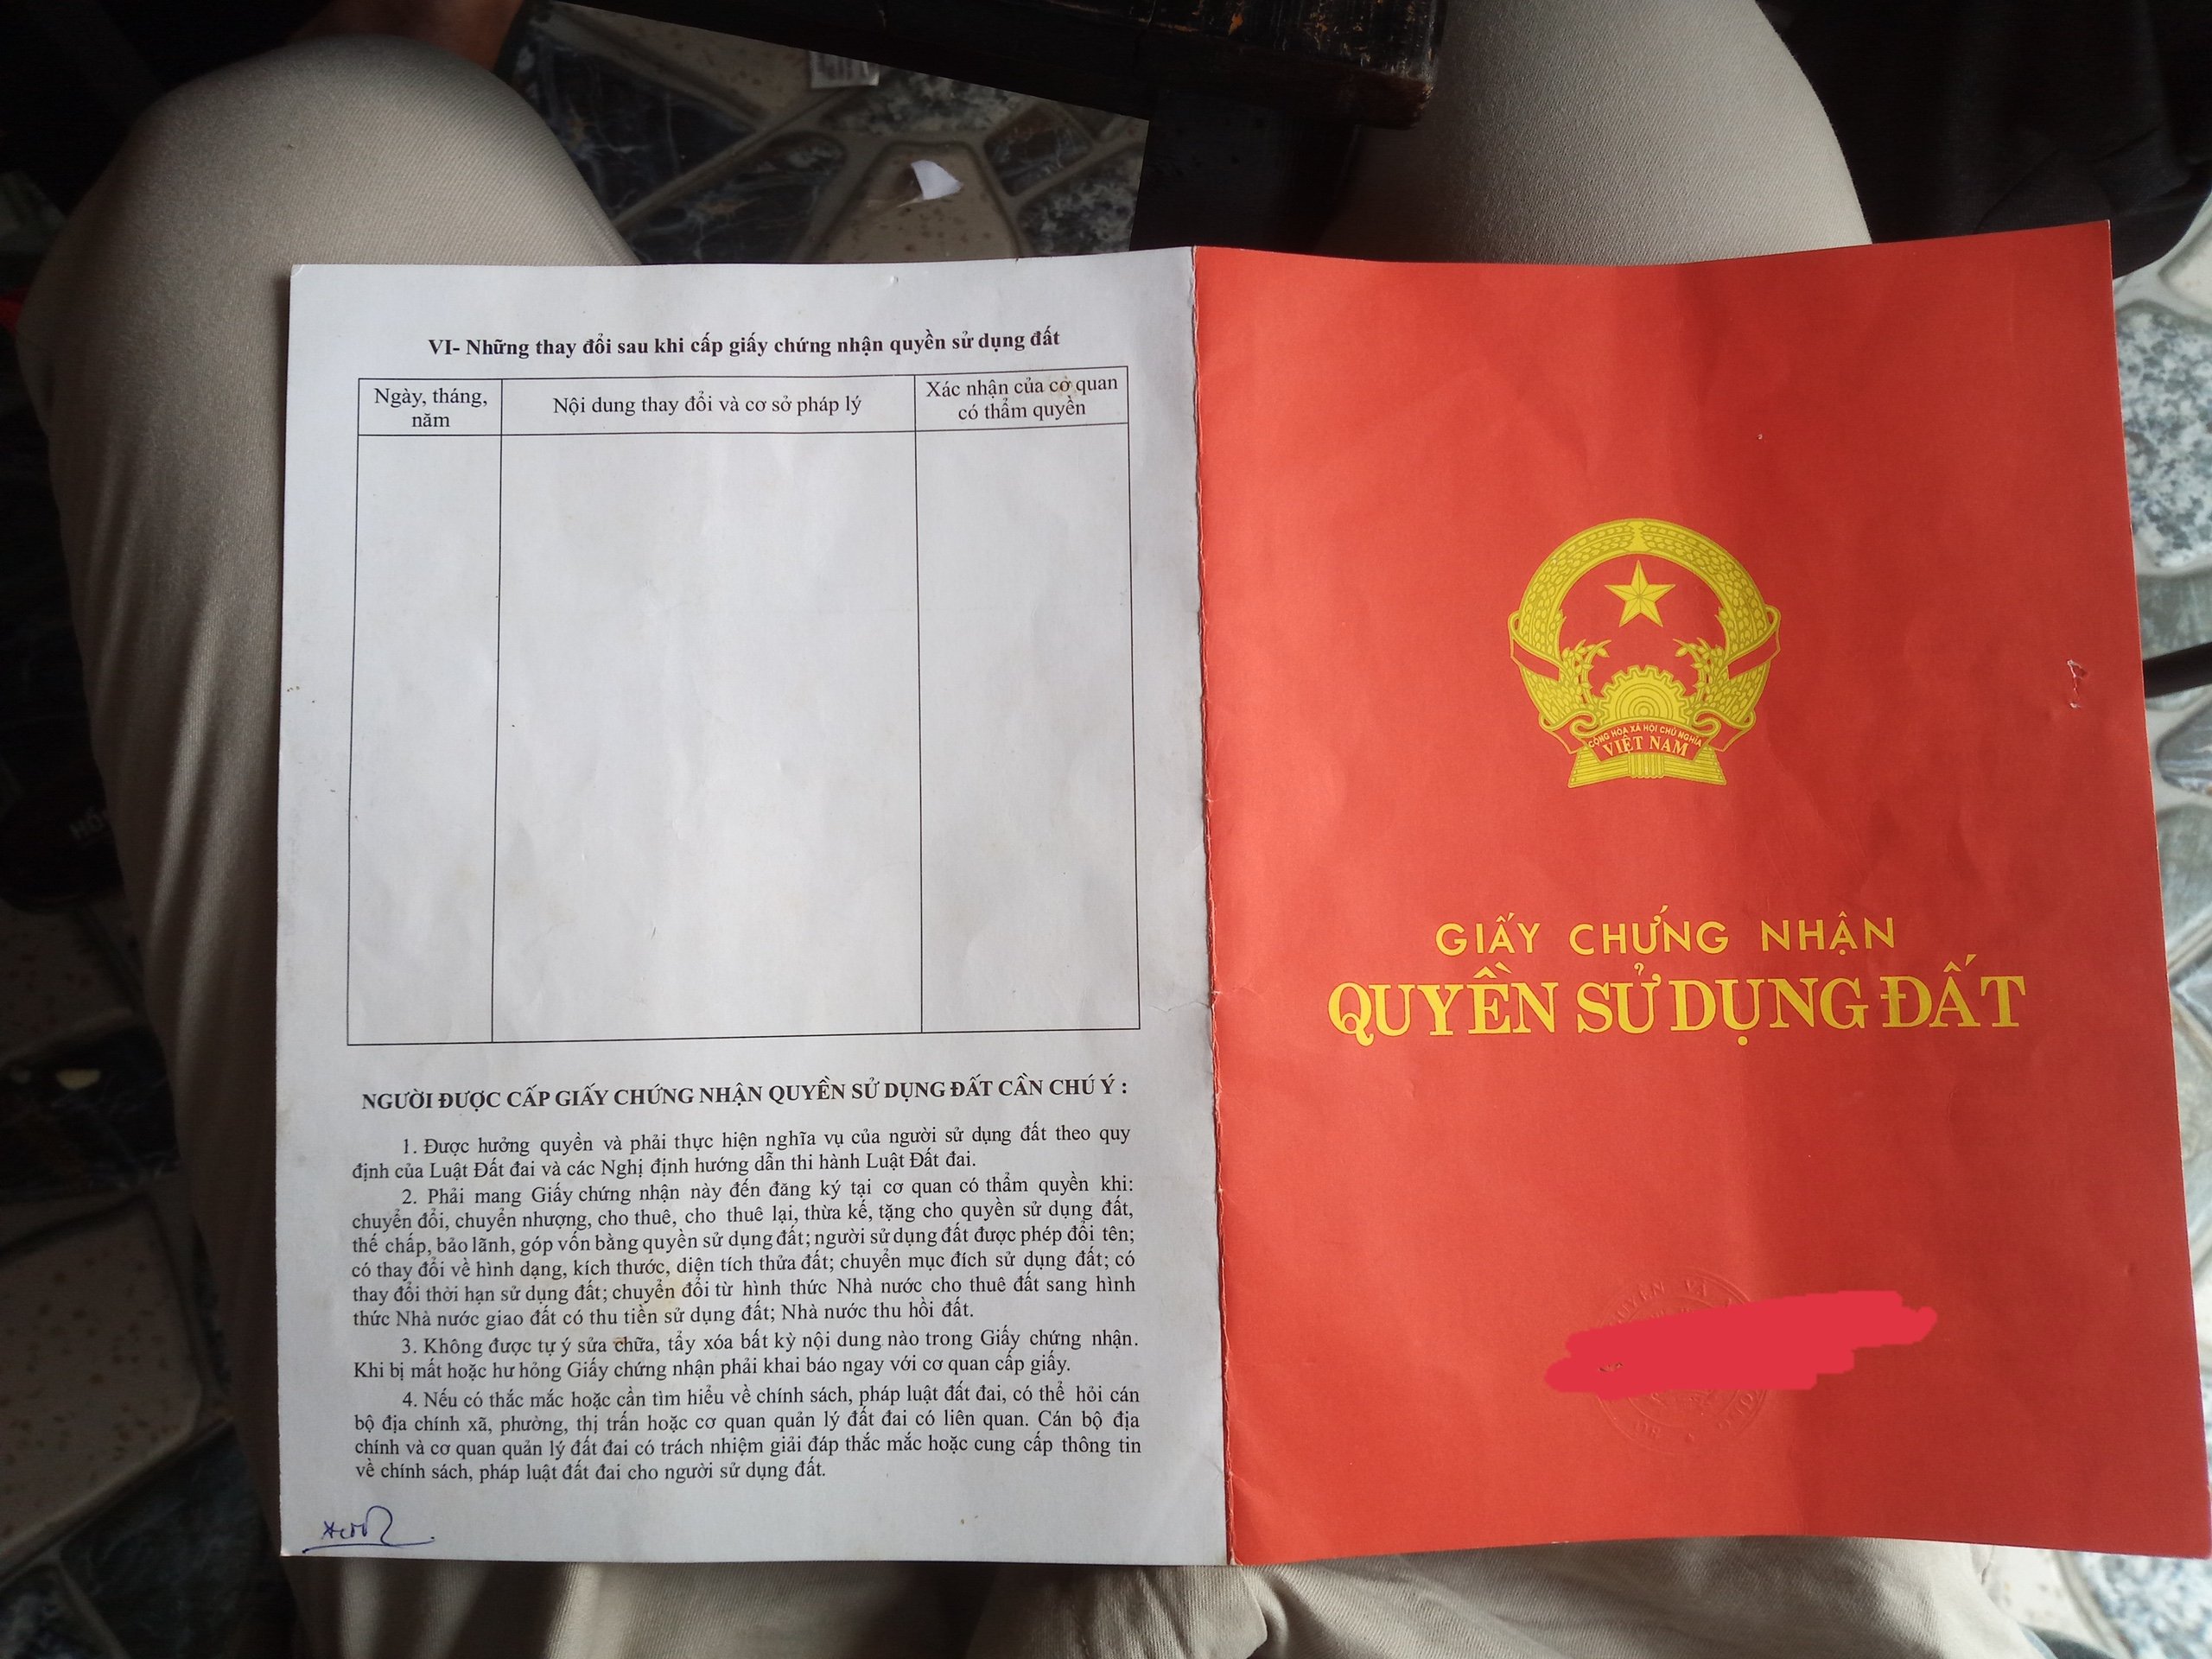 VI- Những thay đổi sau khi cấp giấy chứng nhận quyền sử dụng đất
Ngày, tháng,
năm
Nội dung thay đổi và cơ sở pháp lý
Xác nhận của cơ quan
có thẩm quyền
NGƯỜI ĐƯỢC CẤP GIẤY CHỨNG NHẬN QUYỀN SỬ DỤNG ĐẤT CẦN CHÚ Ý :
1. Được hưởng quyền và phải thực hiện nghĩa vụ của người sử dụng đất theo quy
định của Luật Đất đai và các Nghị định hướng dẫn thi hành Luật Đất đai.
2. Phải mang Giấy chứng nhận này đến đăng ký tại cơ quan có thẩm quyền khi:
chuyển đổi, chuyển nhượng, cho thuê, cho thuê lại, thừa kế, tặng cho quyền sử dụng đất,
thế chấp, bảo lãnh, góp vốn bằng quyền sử dụng đất; người sử dụng đất được phép đổi tên;
có thay đổi về hình dạng, kích thước, diện tích thửa đất; chuyển mục đích sử dụng đất; có
thay đổi thời hạn sử dụng đất; chuyển đổi từ hình thức Nhà nước cho thuê đất sang hình
thức Nhà nước giao đất có thu tiền sử dụng đất; Nhà nước thu hồi đất.
3. Không được tự ý sửa chữa, tẩy xóa bất kỳ nội dung nào trong Giấy chứng nhận.
Khi bị mất hoặc hư hỏng Giấy chứng nhận phải khai báo ngay với cơ quan cấp giấy.
4. Nếu có thắc mắc hoặc cần tìm hiểu về chính sách, pháp luật đất đai, có thể hỏi cán
bộ địa chính xã, phường, thị trấn hoặc cơ quan quản lý đất đai có liên quan. Cán bộ địa
chính và cơ quan quản lý đất đai có trách nhiệm giải đáp thắc mắc hoặc cung cấp thông tin
về chính sách, pháp luật đất đai cho người sử dụng đất.
CỘNG HÒA XÃ HỘI CHỦ NGHĨA
VIỆT NAM
GIẤY CHỨNG NHẬN
QUYỀN SỬ DỤNG ĐẤT